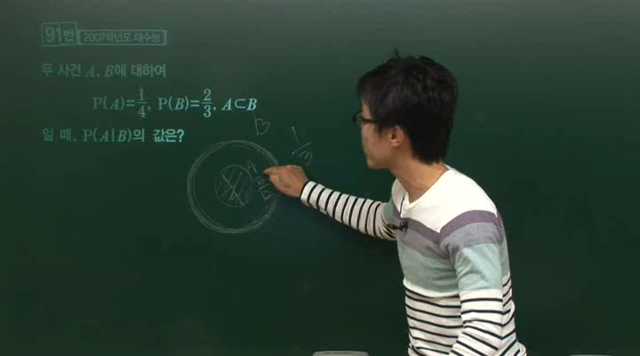 91번 2007학년도 대수능
두 사건 A, B에 대하여
P(A)=1/4, P(B)=2/3, A⊂B
일 때, P(A|B)의 값은?
B